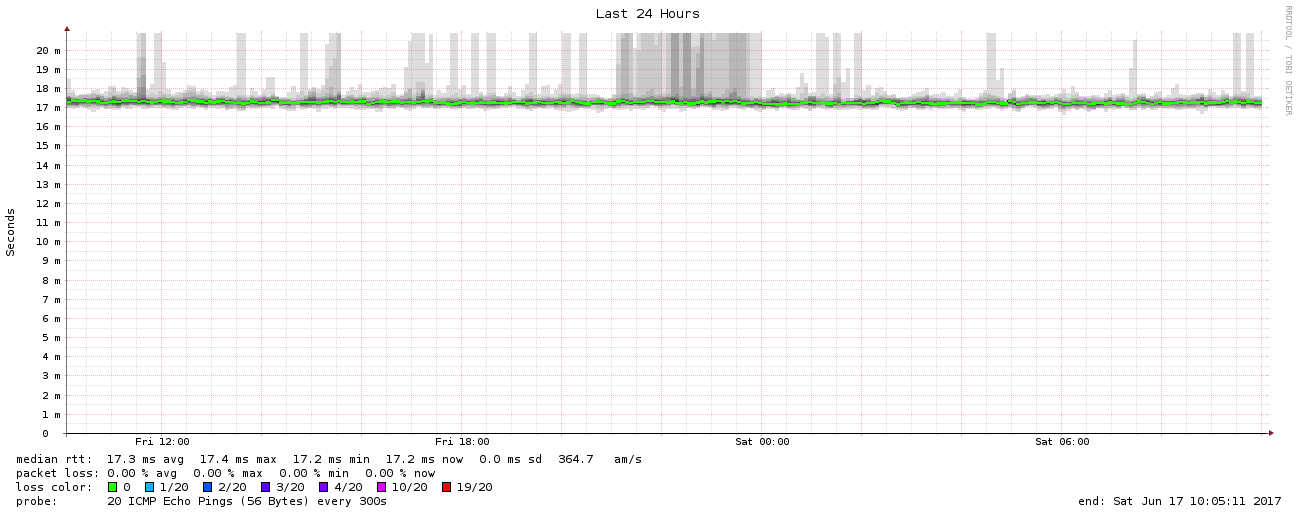 Last 24 Hours
RRDTOOL / TOBI OETIKER
Seconds
20 m
19 m
18 m
17 m
16 m
15 m
14 m
13 m
12 m
11 m
10 m
9 m
8 m
7 m
6 m
5 m
4 m
3 m
2 m
1 m
0
Fri 12:00 Fri 18:00 Sat 00:00 Sat 06:00
median rtt: 17.3 ms avg 17.4 ms max 17.2 ms min 17.2 ms now 0.0 ms sd 364.7 am/s
packet loss: 0.00 % avg 0.00 % max 0.00 % min 0.00 % now
loss color: 0 1/20 2/20 3/20 4/20 10/20 19/20
probe: 20 ICMP Echo Pings (56 Bytes) every 300s end: Sat Jun 17 10:05:11 2017